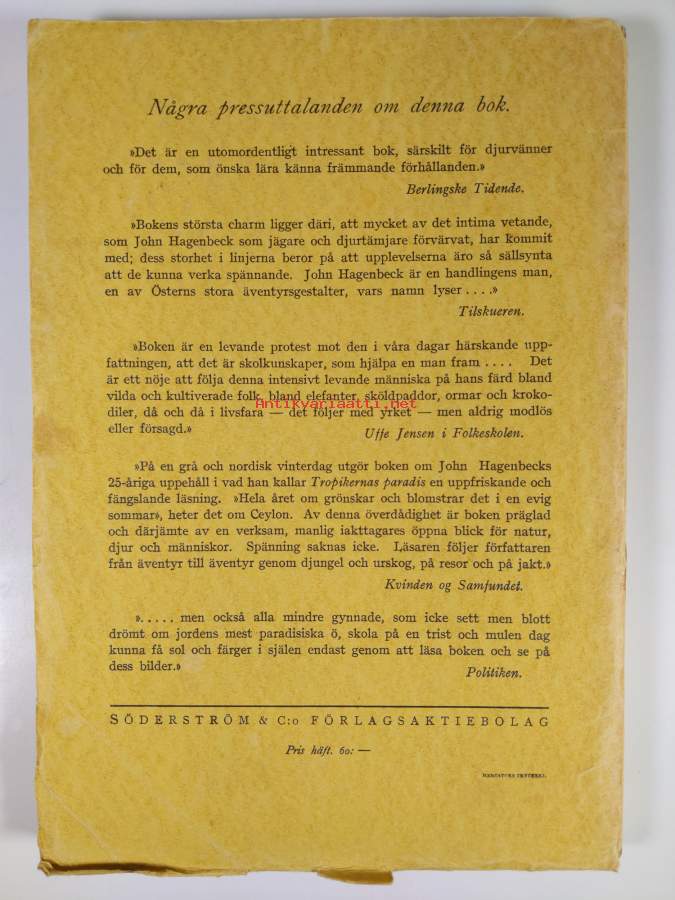 Några pressuttalanden om denna bok.
»Det är en utomordentligt intressant bok, särskilt för djurvänner
och för dem, som önska lära känna främmande förhållanden.»
Berlingske Tidende.
»Bokens största charm ligger däri, att mycket av det intima vetande,
som John Hagenbeck som jägare och djurtämjare förvärvat, har kommit
med; dess storhet i linjerna beror på att upplevelserna äro så sällsynta
att de kunna verka spännande. John Hagenbeck är en handlingens man,
en av Österns stora äventyrsgestalter, vars namn lyser . . . .»
Tilskueren.
»Boken är en levande protest mot den i våra dagar härskande upp-
fattningen, att det är skolkunskaper, som hjälpa en man fram . . . . Det
är ett nöje att följa denna intensivt levande människa på hans färd bland
vilda och kultiverade folk, bland elefanter, sköldpaddor, ormar och kroko-
Antikvariaatti.net
diler, då och då i livsfara — det följer med yrket — men aldrig modlös
eller försagd.»
Uffe Jensen i Folkeskolen.
»På en grå och nordisk vinterdag utgör boken om John Hagenbecks
25-åriga uppehåll i vad han kallar Tropikernas paradis en uppfriskande och
fängslande läsning. »Hela året om grönskar och blomstrar det i en evig
sommar», heter det om Ceylon. Av denna överdådighet är boken präglad
och därjämte av en verksam, manlig iakttagares öppna blick för natur,
djur och människor. Spänning saknas icke. Läsaren följer författaren
från äventyr till äventyr genom djungel och urskog, på resor och på jakt.»
Kvinden og Samfundet.
». . . . . men också alla mindre gynnade, som icke sett men blott
drömt om jordens mest paradisiska ö, skola på en trist och mulen dag
kunna få sol och färger i själen endast genom att läsa boken och se på
dess bilder.»
Politiken.
SÖDERSTRÖM & C:o FÖRLAGSAKTIEBOLAG
Pris häft. 60: —
MERCATORS TRYCKERI.